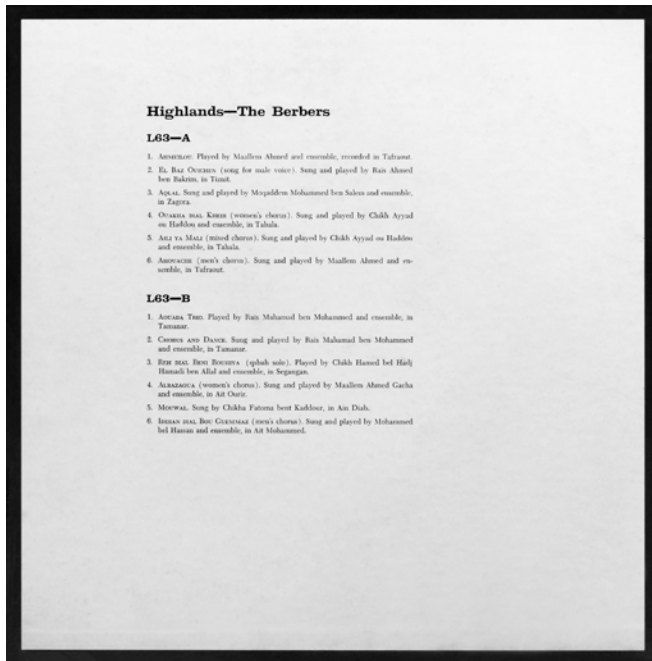 Highlands—The Berbers
L63—A
1. AHMEILOU. Played by Maallem Ahmed and ensemble, recorded in Tafraout.
2. EL BAZ OUICHEN (song for male voice). Sung and played by Rais Ahmed
ben Bakrim, in Tiznit.
3. AQLAL. Sung and played by Moqaddem Mohammed ben Salem and ensemble,
in Zagora.
4. OUAKHA DIAL KHESS (women's chorus). Sung and played by Chikh Ayyad
ou Haddou and ensemble, in Tahala.
5. AILI YA MALI (mixed chorus). Sung and played by Chikh Ayyad ou Haddou
and ensemble, in Tahala.
6. AHOUACHE (men's chorus). Sung and played by Maallem Ahmed and en-
semble, in Tafraout.
L63—B
1. AOUADA TRIO. Played by Rais Mahamad ben Mohammed and ensemble, in
Tamanar.
2. CHORUS AND DANCE. Sung and played by Rais Mahamad ben Mohammed
and ensemble, in Tamanar.
3. REH DIAL BENI BOUHIYA (qsbah solo). Played by Chikh Hamed bel Hadj
Hamadi ben Allal and ensemble, in Segangan.
4. ALBAZAOCA (women's chorus). Sung and played by Maallem Ahmed Gacha
and ensemble, in Ait Ourir.
5. MOUWAL. Sung by Chikha Fatoma bent Kaddour, in Ain Diab.
6. DIAL BOU GUEMMAZ (men's chorus). Sung and played by Mohammed
bel Hassan and ensemble, in Ait Mohammed.